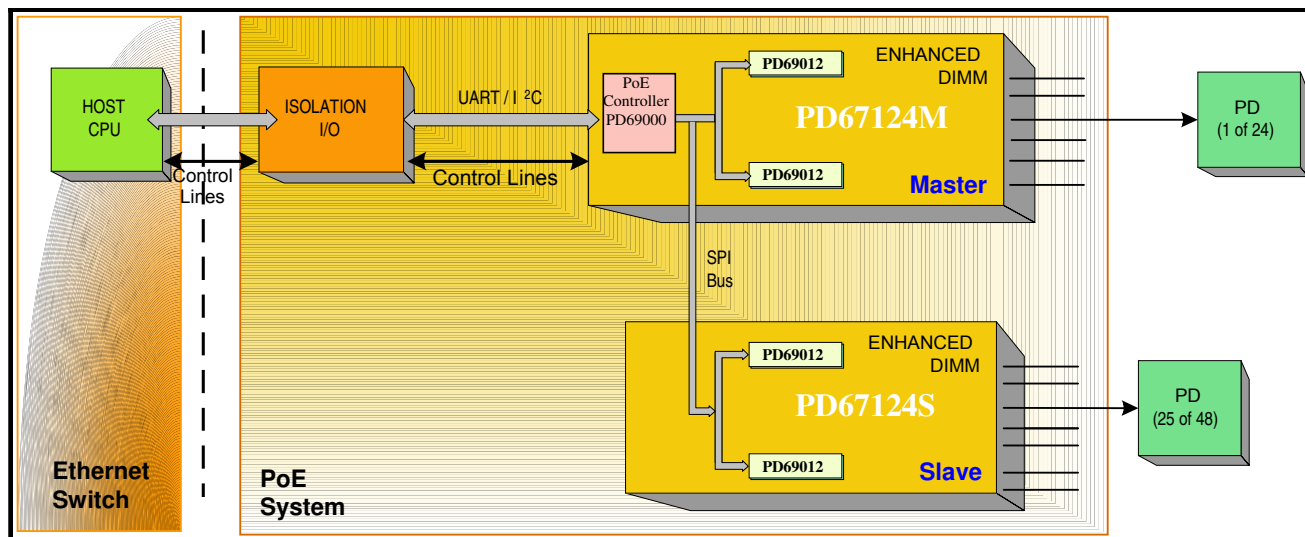 HOST
CPU
Control
Lines
Ethernet
Switch
ISOLATION
I/O
UART / I ²C
Control Lines
PoE
Controller
PD69000
PD69012
ENHANCED
DIMM
PD67124M
PD69012
Master
PD
(1 of 24)
SPI
Bus
PD69012
ENHANCED
DIMM
PD67124S
PD69012
Slave
PD
(25 of 48)
PoE
System